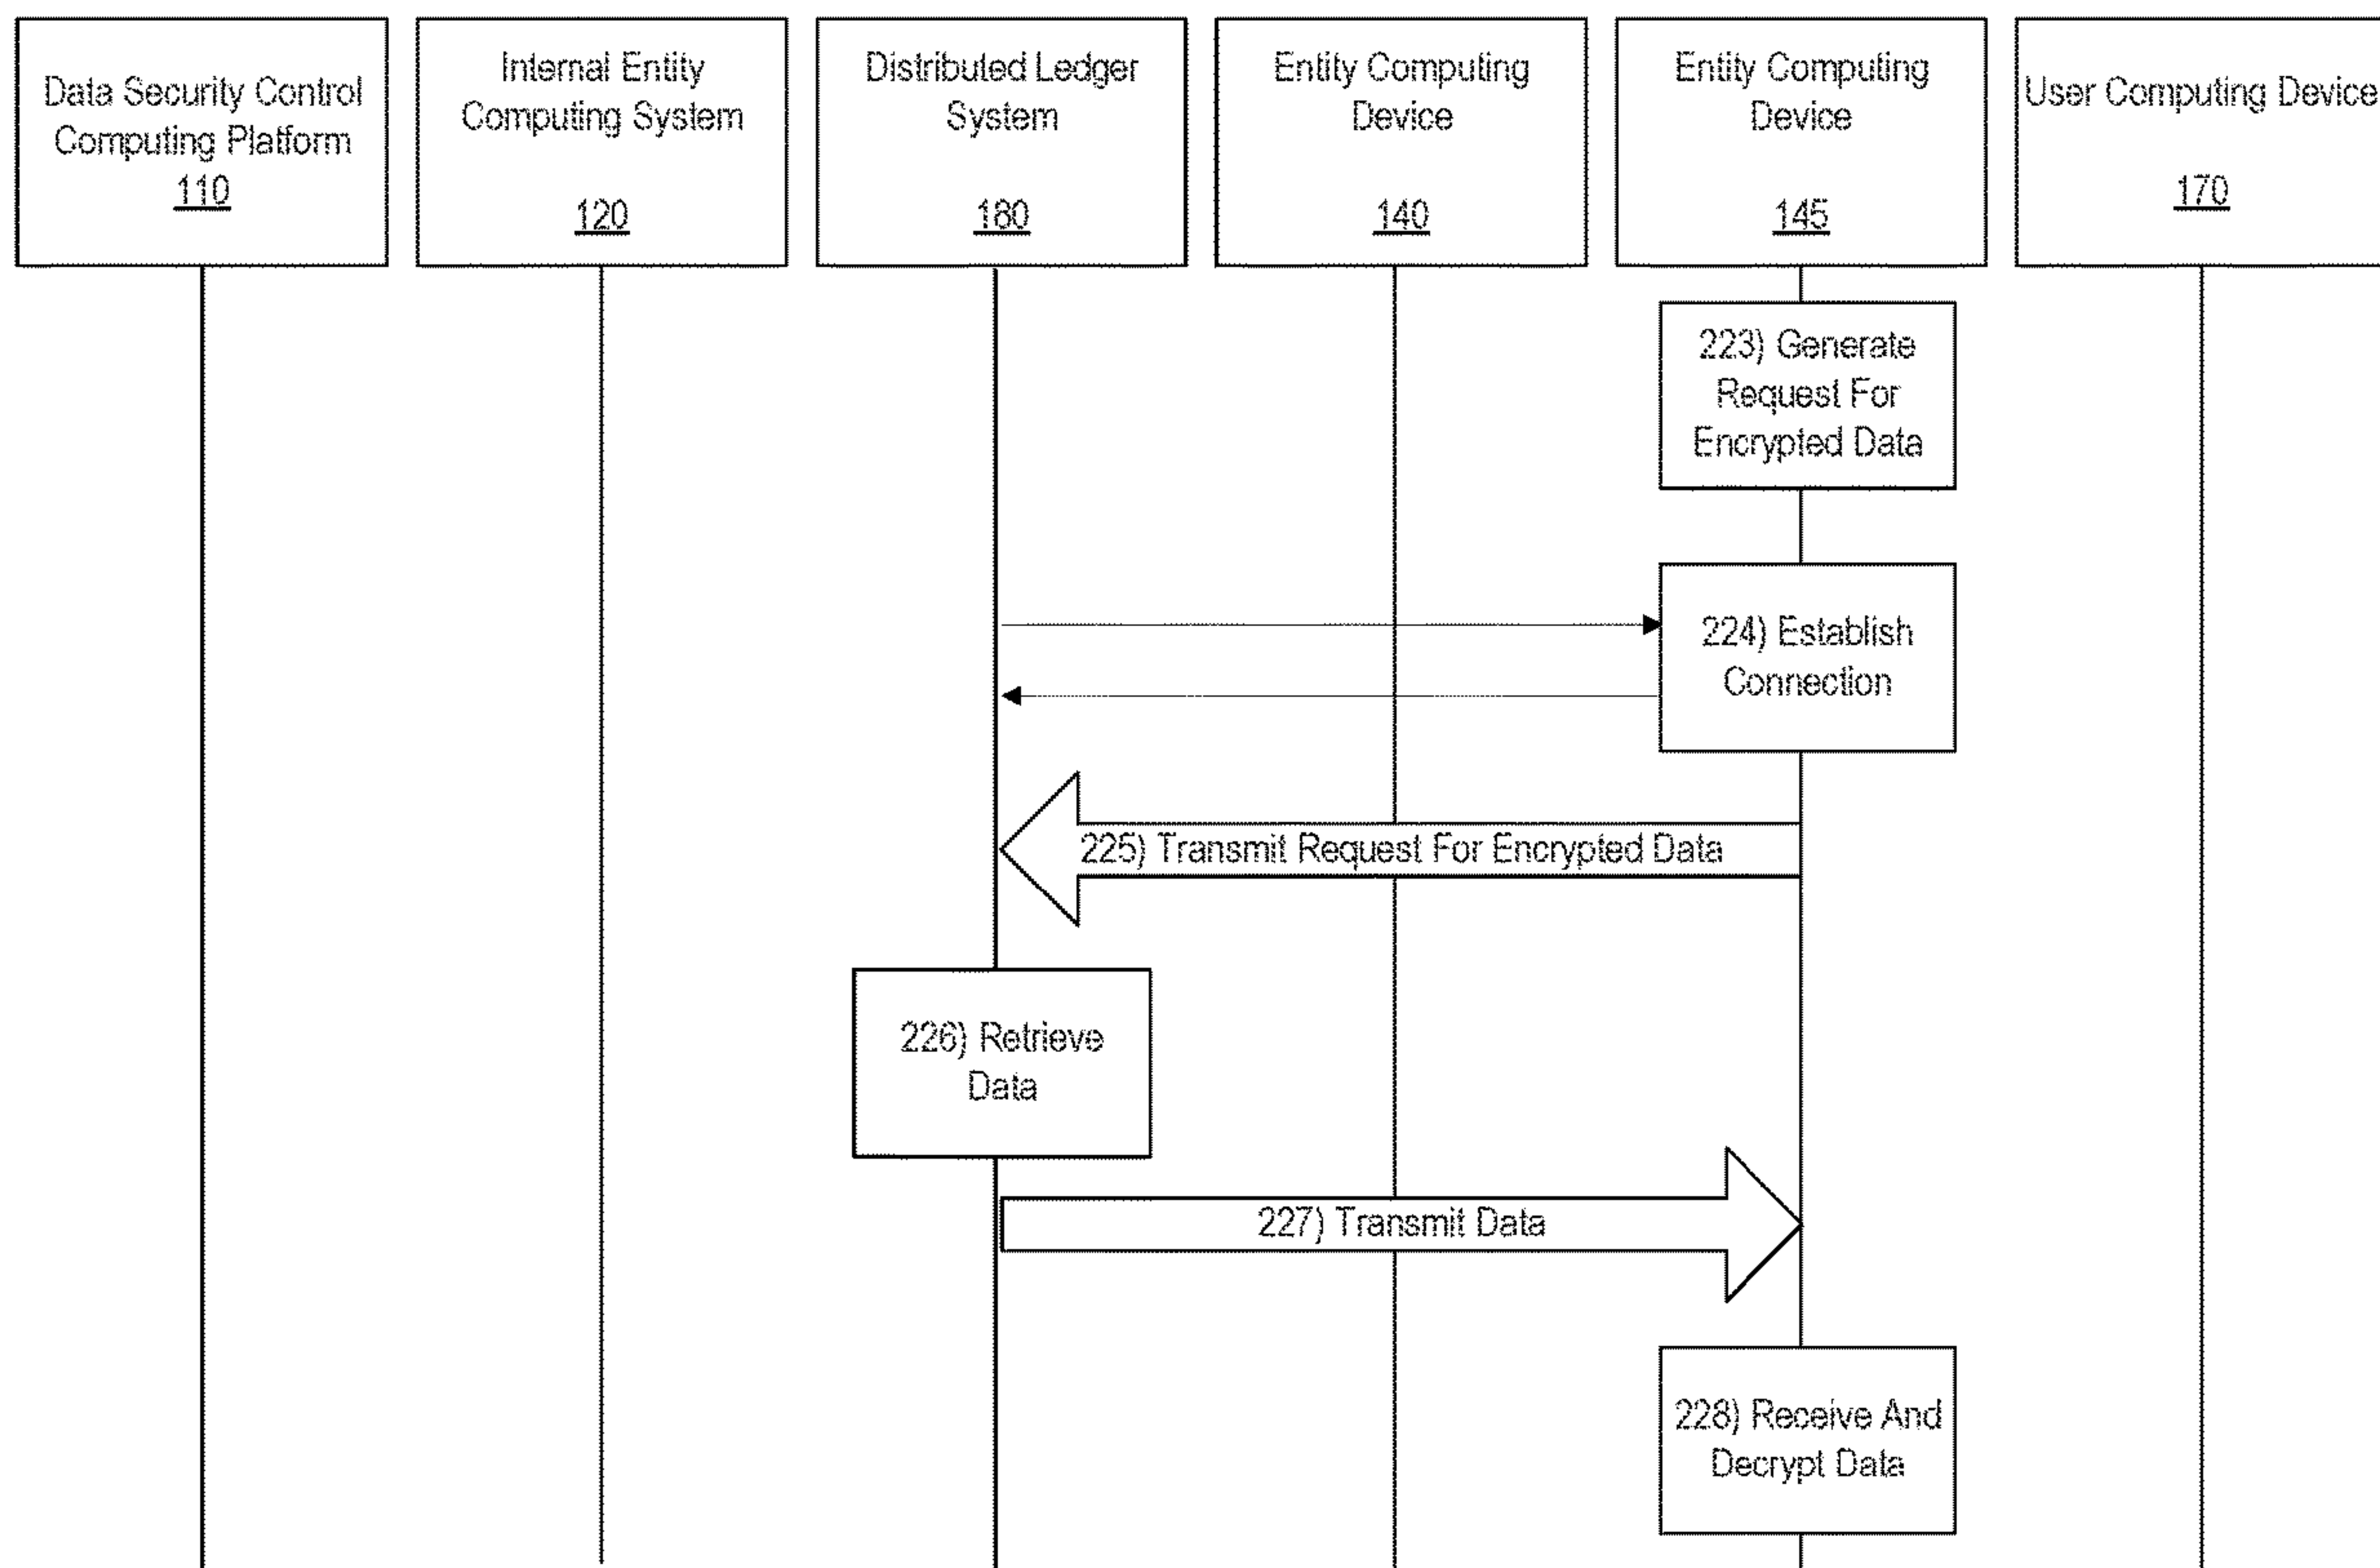 Data Security Control
Computing Platform
110
Internal Entity
Computing System
120
Distributed Ledger
System
180
Entity Computing
Device
140
Entity Computing
Device
145
User Computing Device
170
223) Generate
Request For
Encrypted Data
224) Establish
Connection
225) Transmit Request For Encrypted Data
226) Retrieve
Data
227) Transmit Data
228) Receive And
Decrypt Data